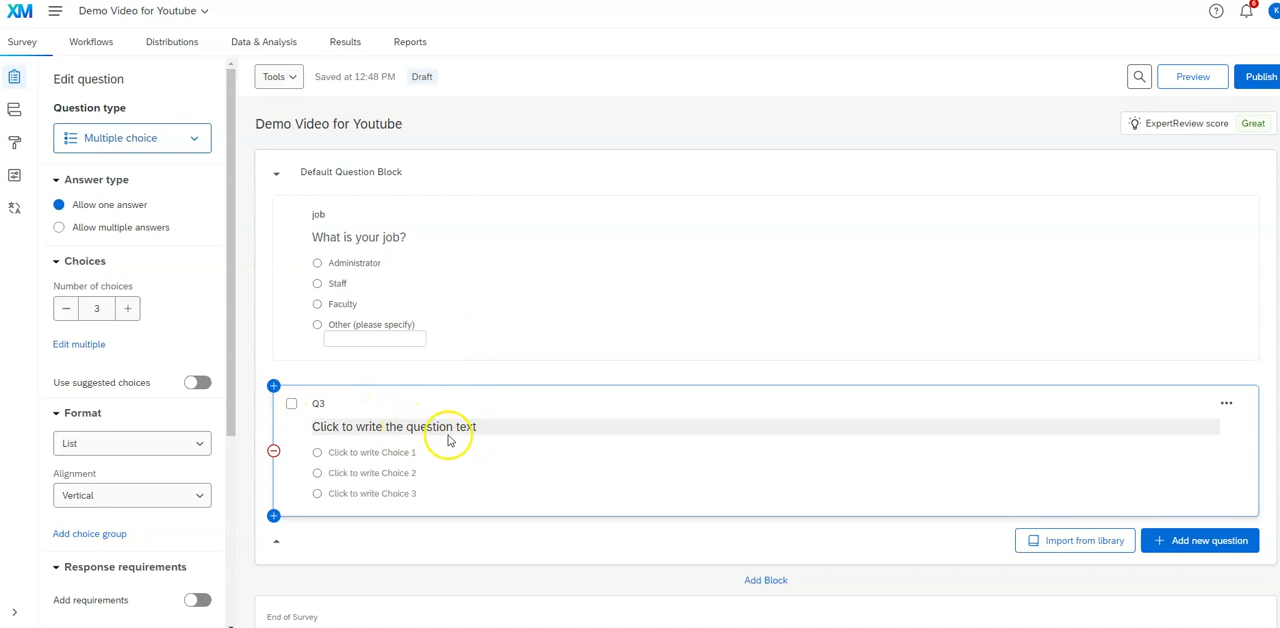 XM Demo Video for Youtube
6
K
Survey Workflows Distributions Data & Analysis Results Reports
Edit question
Question type
Multiple choice
Answer type
Allow one answer
Allow multiple answers
Choices
Number of choices
3
Edit multiple
Use suggested choices
Format
List
Alignment
Vertical
Add choice group
Response requirements
Add requirements
Tools Saved at 12:48 PM Draft Preview Publish
Demo Video for Youtube
ExpertReview score Great
Default Question Block
job
What is your job?
Administrator
Staff
Faculty
Other (please specify)
Q3
Click to write the question text
Click to write Choice 1
Click to write Choice 2
Click to write Choice 3
Import from library Add new question
Add Block
End of Survey